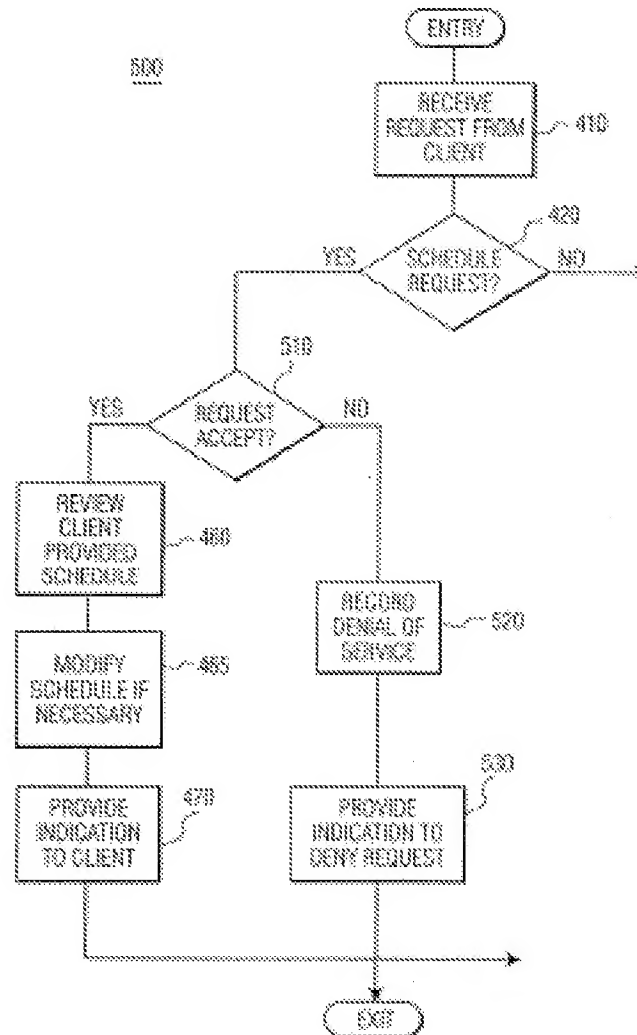 500
ENTRY
RECEIVE
REQUEST FROM
CLIENT
410
420
YES
SCHEDULE
REQUEST?
NO
510
YES
REQUEST
ACCEPT?
NO
REVIEW
CLIENT
PROVIDED
SCHEDULE
460
RECORD
DENIAL OF
SERVICE
520
MODIFY
SCHEDULE IF
NECESSARY
465
PROVIDE
INDICATION
TO CLIENT
470
PROVIDE
INDICATION TO
DENY REQUEST
530
EXIT